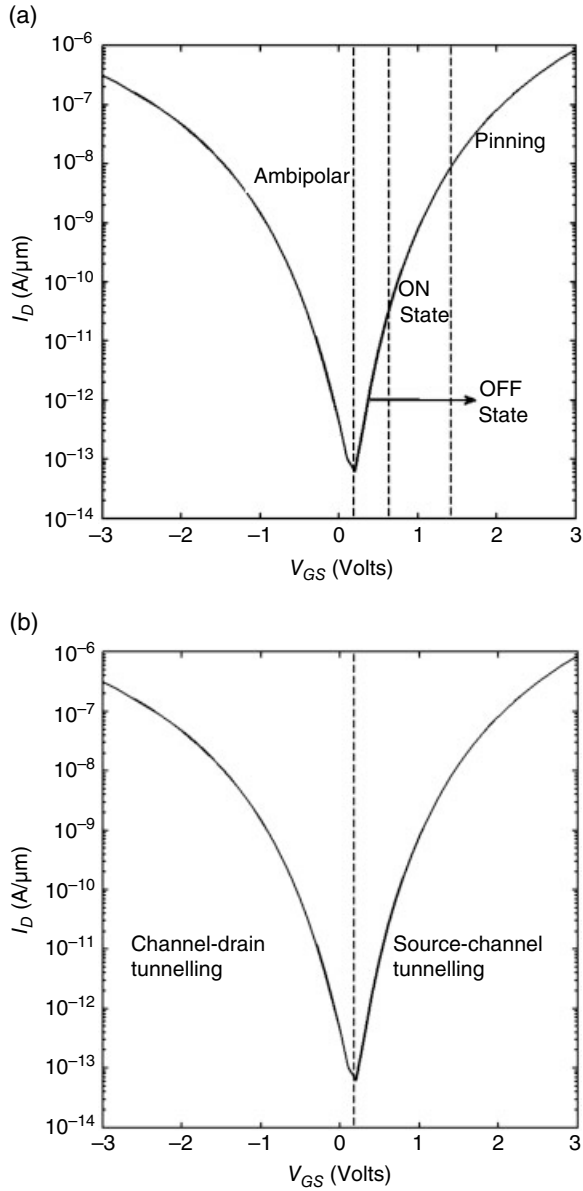 (a)
10⁻⁶
10⁻⁷
10⁻⁸
10⁻⁹
10⁻¹⁰
10⁻¹¹
10⁻¹²
10⁻¹³
10⁻¹⁴
I_D (A/μm)
Ambipolar
Pinning
ON
State
OFF
State
−3 −2 −1 0 1 2 3
V_GS (Volts)
(b)
10⁻⁶
10⁻⁷
10⁻⁸
10⁻⁹
10⁻¹⁰
10⁻¹¹
10⁻¹²
10⁻¹³
10⁻¹⁴
I_D (A/μm)
Channel-drain
tunnelling
Source-channel
tunnelling
−3 −2 −1 0 1 2 3
V_GS (Volts)